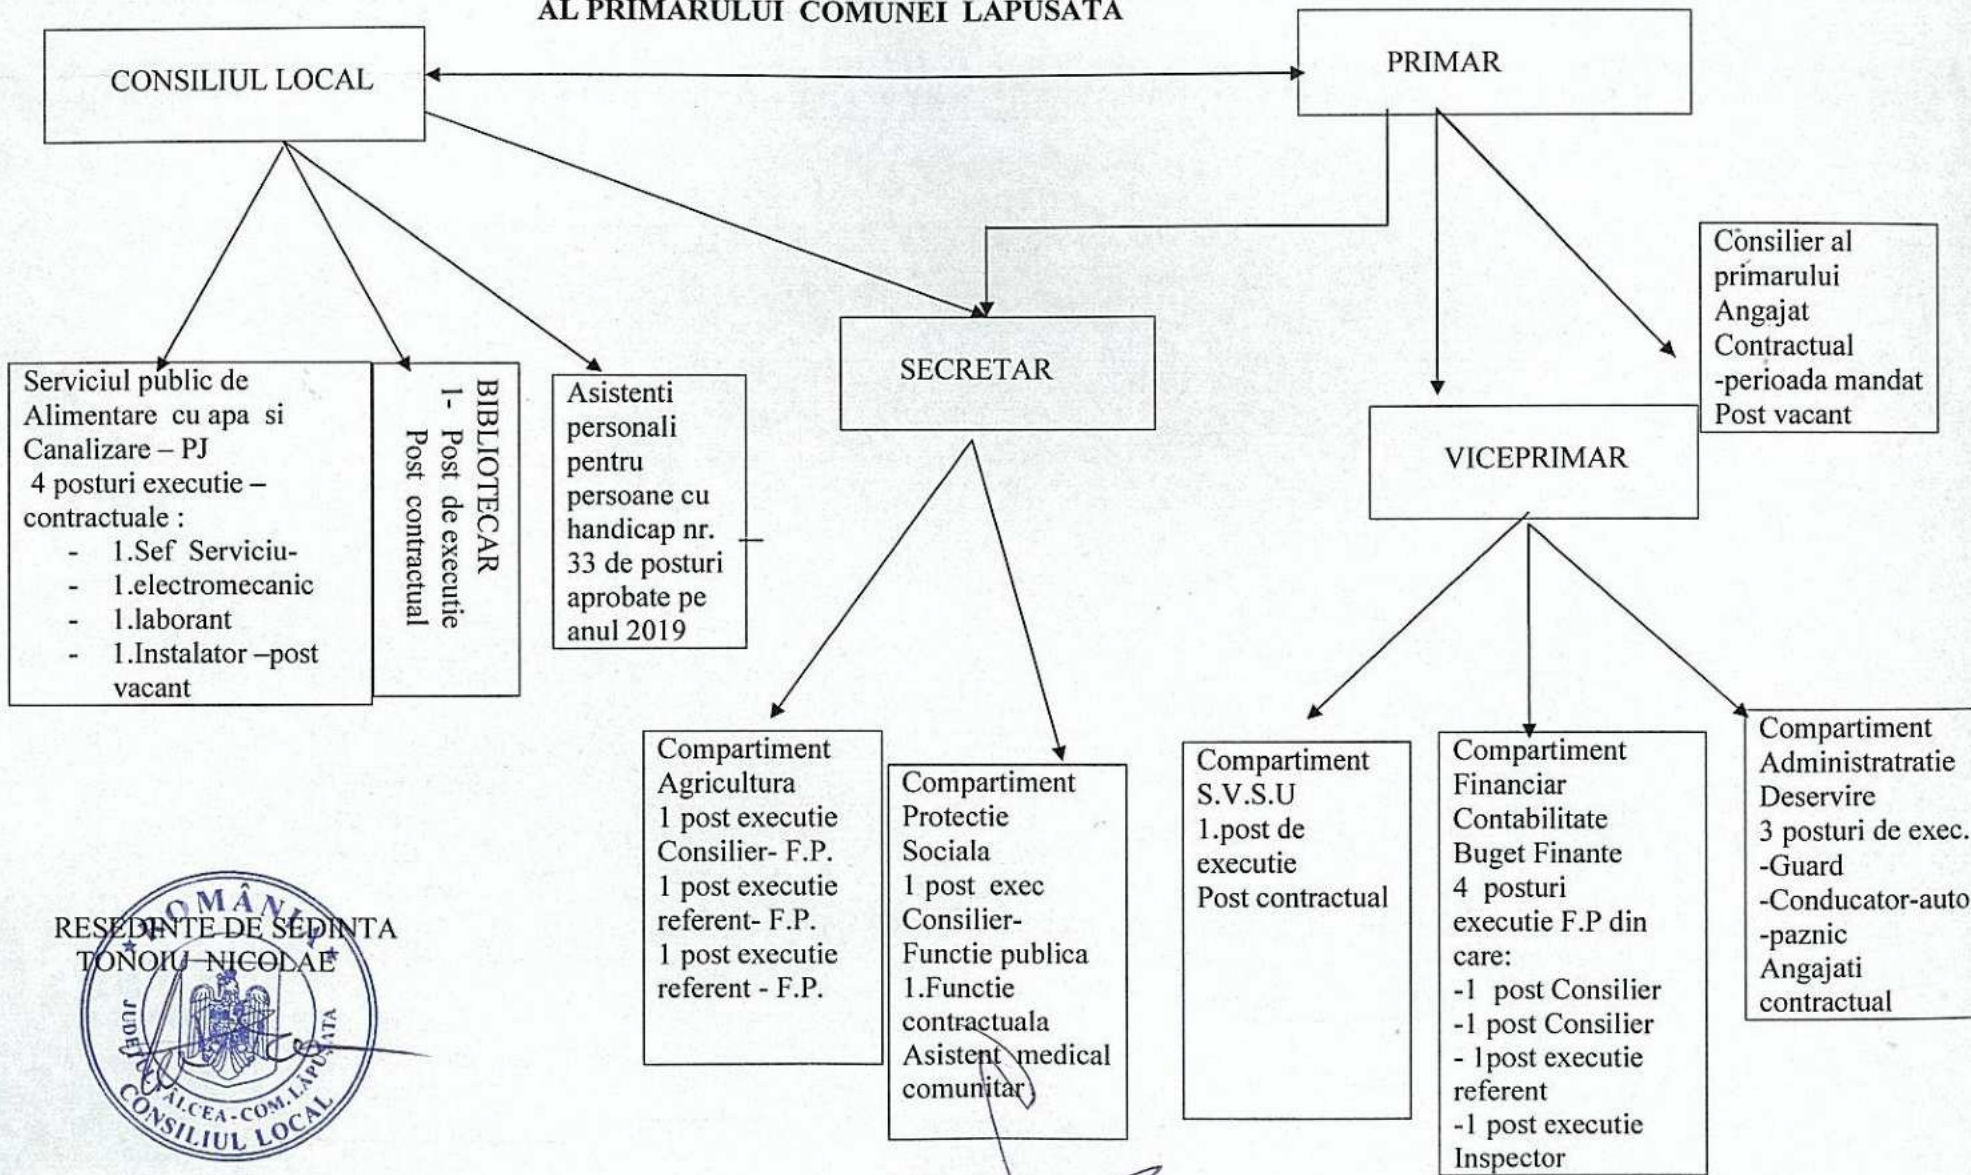 AL PRIMARULUI COMUNEI LAPUSATA
CONSILIUL LOCAL
PRIMAR
Consilier al
primarului
Angajat
Contractual
-perioada mandat
Post vacant
SECRETAR
VICEPRIMAR
Serviciul public de
Alimentare cu apa si
Canalizare – PJ
4 posturi executie –
contractuale :
- 1.Sef Serviciu-
- 1.electromecanic
- 1.laborant
- 1.Instalator –post
vacant
BIBLIOTECAR
1- Post de executie
Post contractual
Asistenti
personali
pentru
persoane cu
handicap nr.
33 de posturi
aprobate pe
anul 2019
Compartiment
Agricultura
1 post executie
Consilier- F.P.
1 post executie
referent- F.P.
1 post executie
referent - F.P.
Compartiment
Protectie
Sociala
1 post exec
Consilier-
Functie publica
1.Functie
contractuala
Asistent medical
comunitar
Compartiment
S.V.S.U
1.post de
executie
Post contractual
Compartiment
Financiar
Contabilitate
Buget Finante
4 posturi
executie F.P din
care:
-1 post Consilier
-1 post Consilier
- 1post executie
referent
-1 post executie
Inspector
Compartiment
Administratratie
Deservire
3 posturi de exec.
-Guard
-Conducator-auto
-paznic
Angajati
contractual
RESEDINTE DE SEDINTA
TONOIU NICOLAE
ROMÂNIA
JUDEŢUL VÂLCEA - COM. LĂPUŞATA
CONSILIUL LOCAL